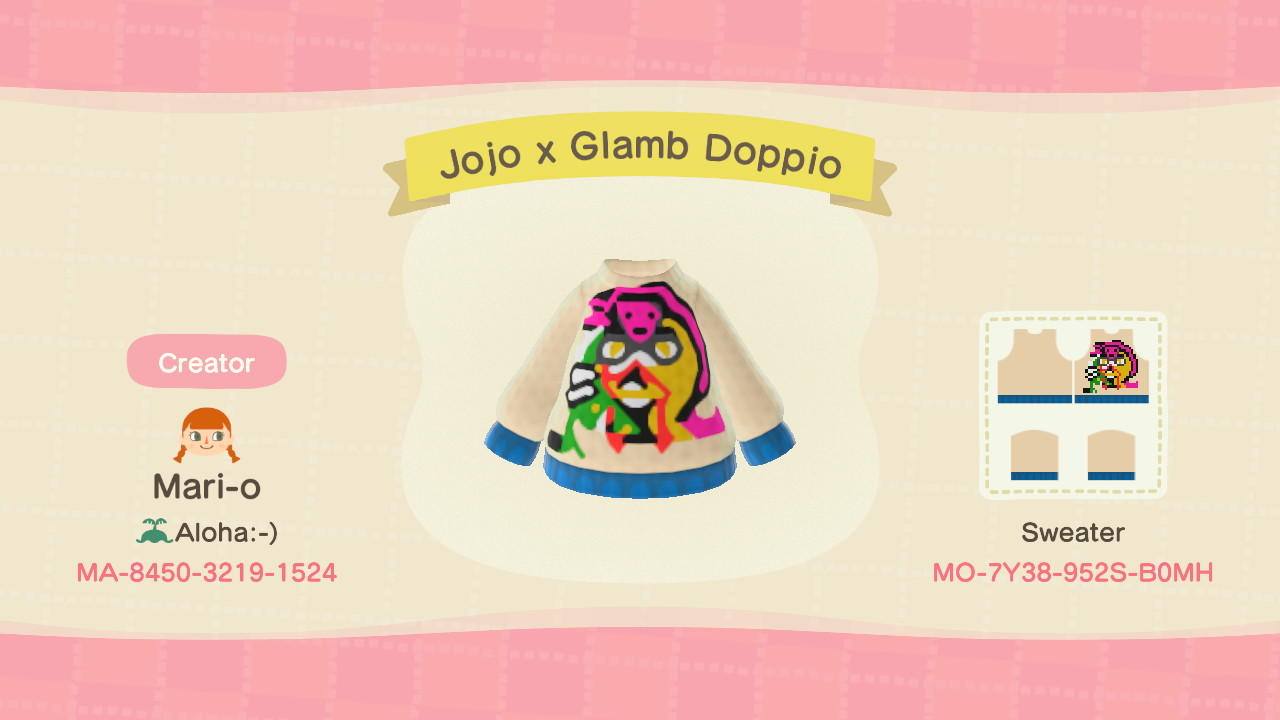 Jojo x Glamb Doppio
Creator
Mari-o
Aloha:-)
MA-8450-3219-1524
Sweater
MO-7Y38-952S-B0MH